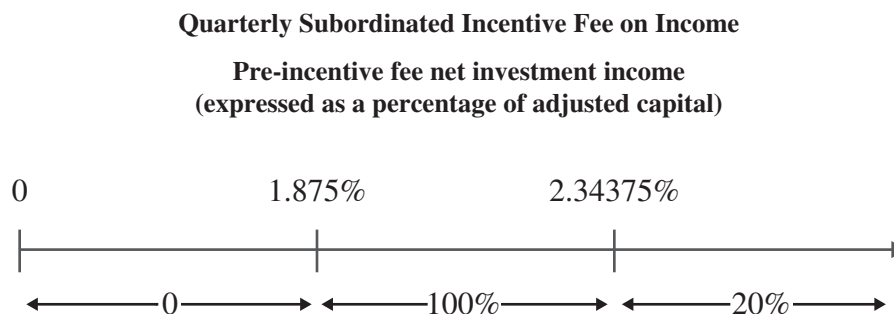 Quarterly Subordinated Incentive Fee on Income
Pre-incentive fee net investment income
(expressed as a percentage of adjusted capital)
0 1.875% 2.34375%
0 100% 20%